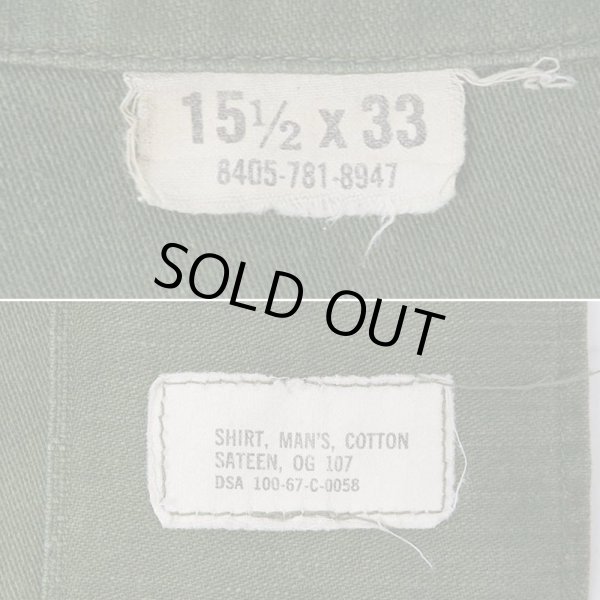 15½ x 33
8405-781-8947
SOLD OUT
SHIRT, MAN'S, COTTON
SATEEN, OG 107
DSA 100-67-C-0058